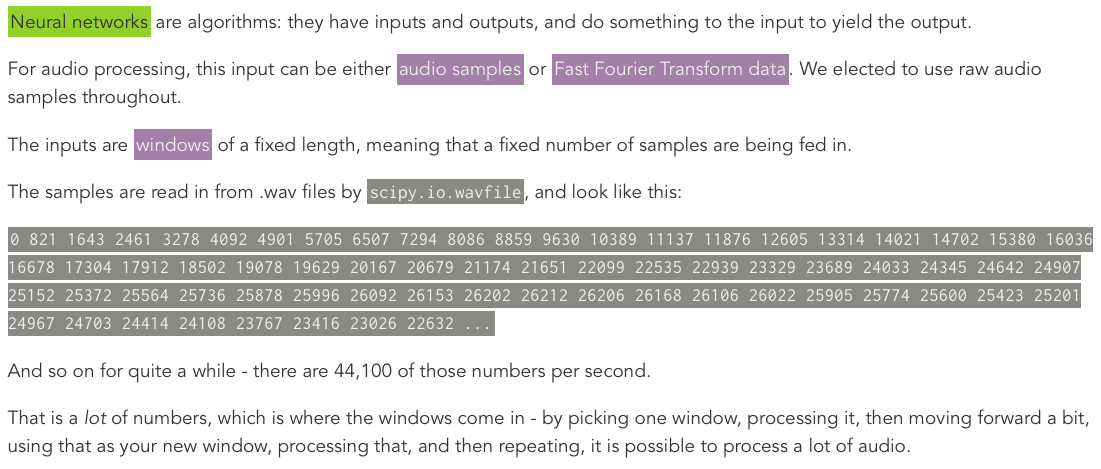 Neural networks are algorithms: they have inputs and outputs, and do something to the input to yield the output.
For audio processing, this input can be either audio samples or Fast Fourier Transform data. We elected to use raw audio
samples throughout.
The inputs are windows of a fixed length, meaning that a fixed number of samples are being fed in.
The samples are read in from .wav files by scipy.io.wavfile, and look like this:
0 821 1643 2461 3278 4092 4901 5705 6507 7294 8086 8859 9630 10389 11137 11876 12605 13314 14021 14702 15380 16036
16678 17304 17912 18502 19078 19629 20167 20679 21174 21651 22099 22535 22939 23329 23689 24033 24345 24642 24907
25152 25372 25564 25736 25878 25996 26092 26153 26202 26212 26206 26168 26106 26022 25905 25774 25600 25423 25201
24967 24703 24414 24108 23767 23416 23026 22632 ...
And so on for quite a while - there are 44,100 of those numbers per second.
That is a lot of numbers, which is where the windows come in - by picking one window, processing it, then moving forward a bit,
using that as your new window, processing that, and then repeating, it is possible to process a lot of audio.